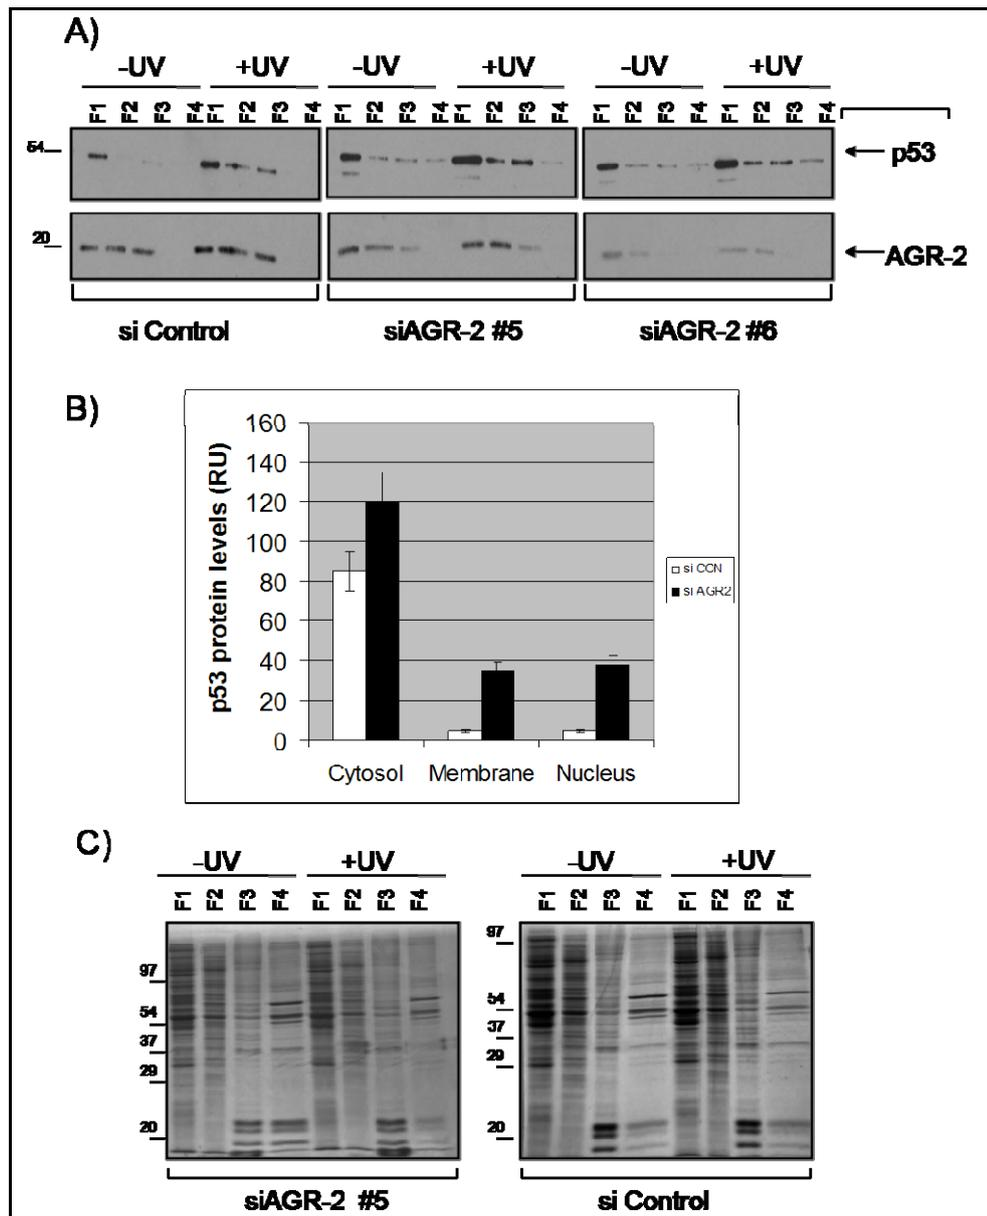 A)
-UV +UV -UV +UV -UV +UV
F1 F2 F3 F4 F1 F2 F3 F4 F1 F2 F3 F4 F1 F2 F3 F4 F1 F2 F3 F4 F1 F2 F3 F4
54 p53
20 AGR-2
si Control siAGR-2 #5 siAGR-2 #6
B)
p53 protein levels (RU)
160
140
120
100
80
60
40
20
0
Cytosol Membrane Nucleus
si CCN
si AGR2
C)
-UV +UV -UV +UV
F1 F2 F3 F4 F1 F2 F3 F4 F1 F2 F3 F4 F1 F2 F3 F4
97 97
54 54
37 37
29 29
20 20
siAGR-2 #5 si Control